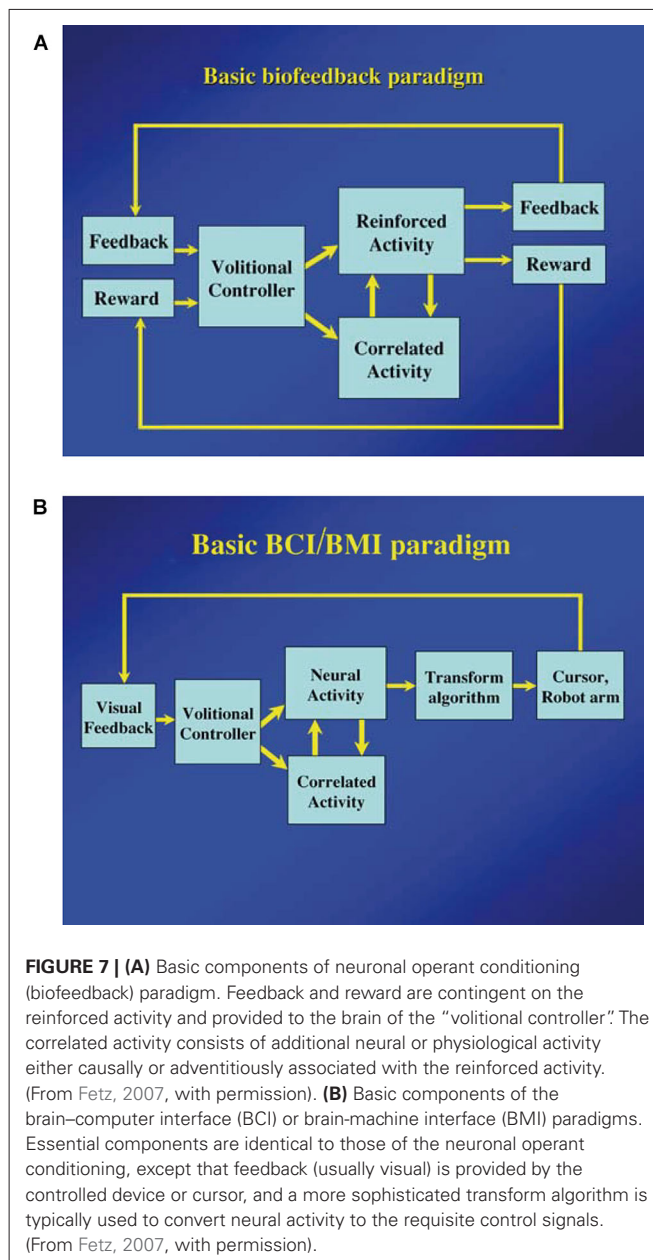 A
Basic biofeedback paradigm
Feedback
Reward
Volitional
Controller
Reinforced
Activity
Correlated
Activity
Feedback
Reward
B
Basic BCI/BMI paradigm
Visual
Feedback
Volitional
Controller
Neural
Activity
Correlated
Activity
Transform
algorithm
Cursor,
Robot arm
FIGURE 7 | (A) Basic components of neuronal operant conditioning
(biofeedback) paradigm. Feedback and reward are contingent on the
reinforced activity and provided to the brain of the “volitional controller”. The
correlated activity consists of additional neural or physiological activity
either causally or adventitiously associated with the reinforced activity.
(From Fetz, 2007, with permission). (B) Basic components of the
brain–computer interface (BCI) or brain-machine interface (BMI) paradigms.
Essential components are identical to those of the neuronal operant
conditioning, except that feedback (usually visual) is provided by the
controlled device or cursor, and a more sophisticated transform algorithm is
typically used to convert neural activity to the requisite control signals.
(From Fetz, 2007, with permission).